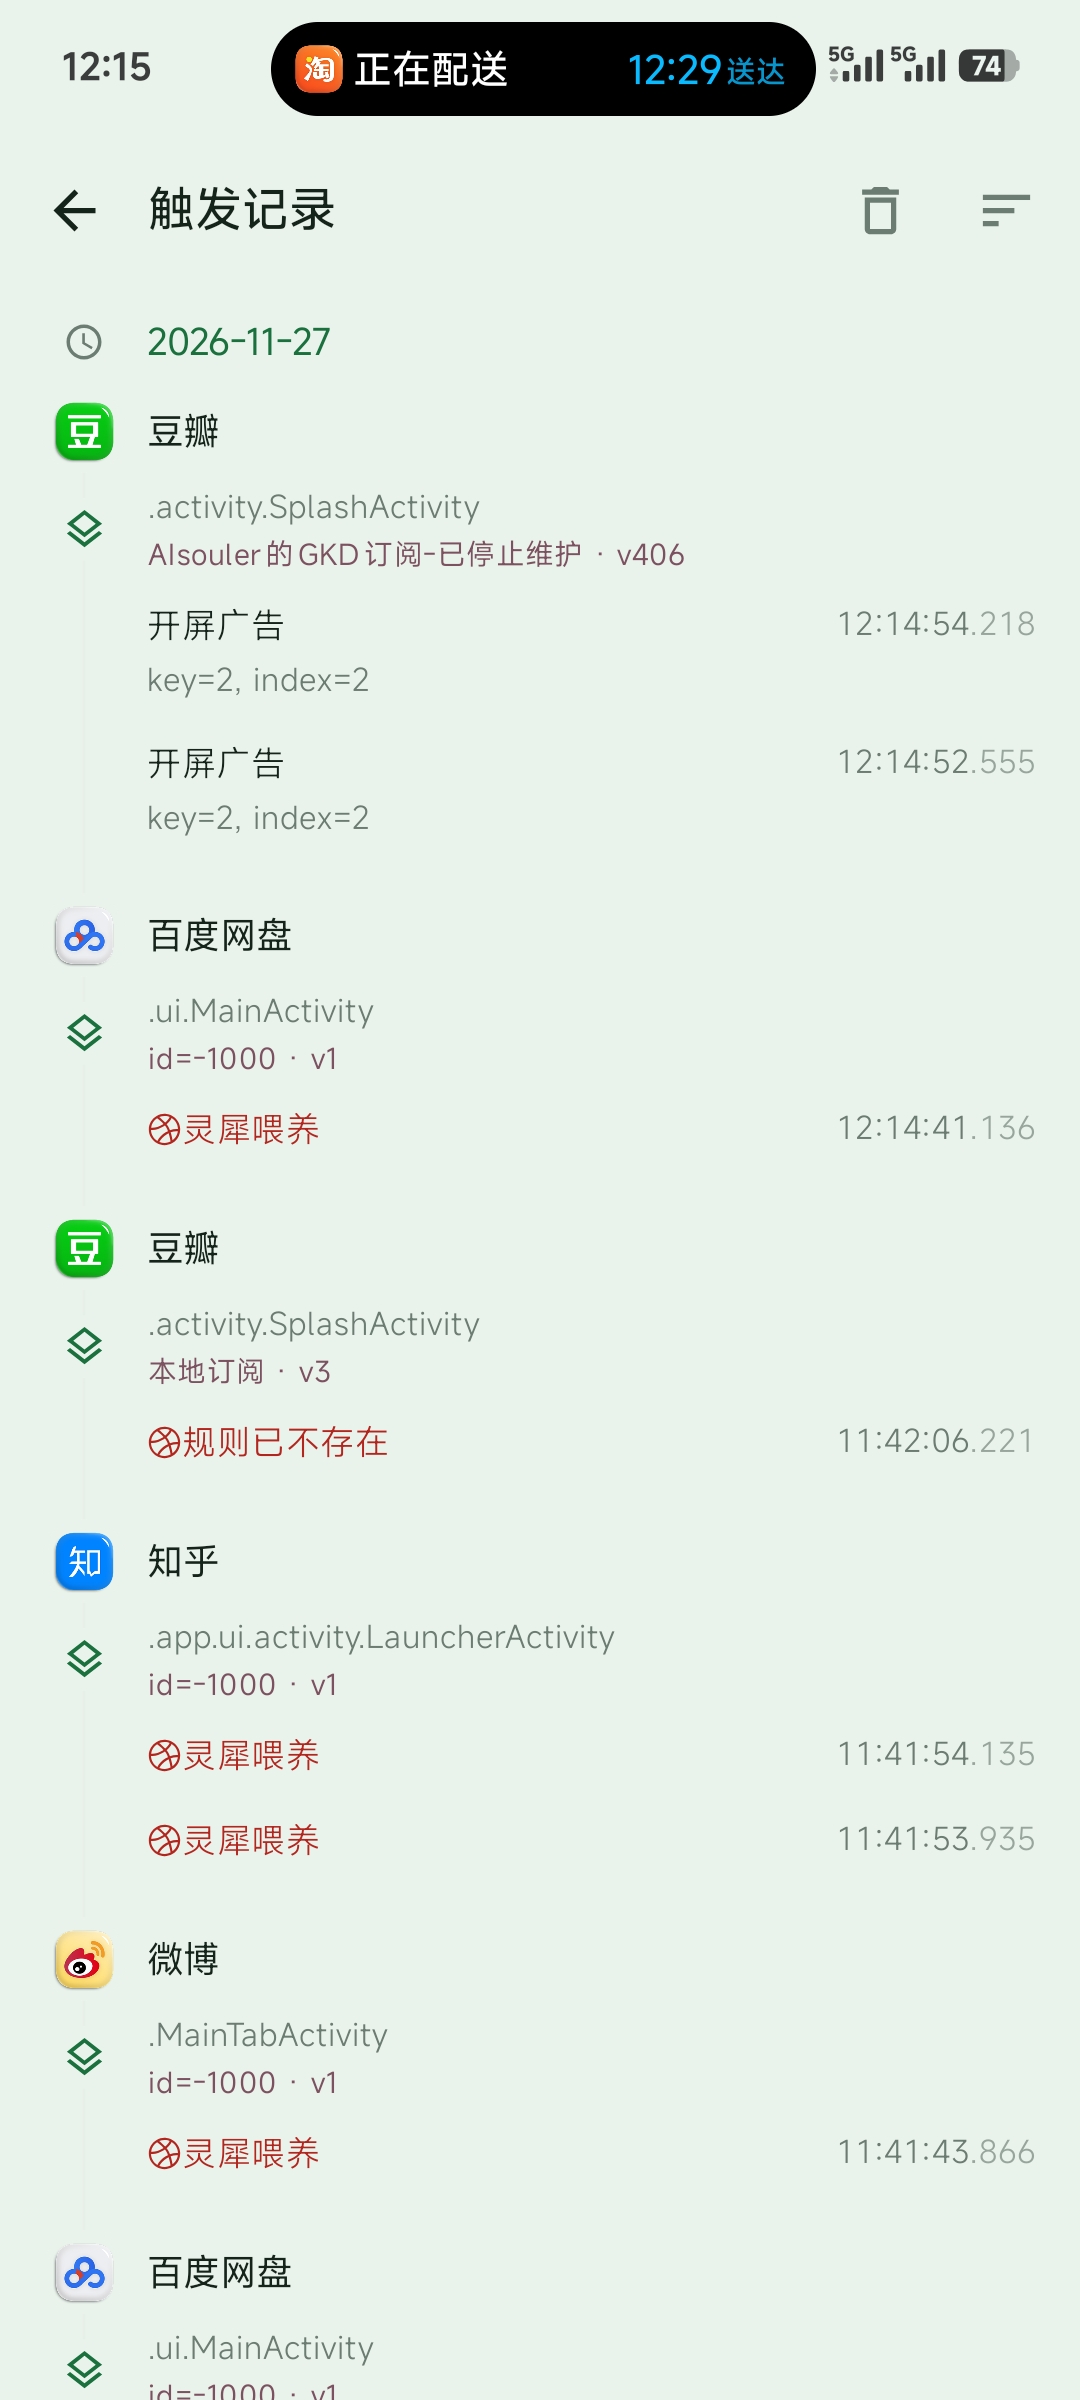 12:15
淘 正在配送 12:29送达
5G 5G 74
触发记录
2026-11-27
豆 豆瓣
.activity.SplashActivity
AIsouler的GKD订阅-已停止维护 · v406
开屏广告 12:14:54.218
key=2, index=2
开屏广告 12:14:52.555
key=2, index=2
百度网盘
.ui.MainActivity
id=-1000 · v1
灵犀喂养 12:14:41.136
豆 豆瓣
.activity.SplashActivity
本地订阅 · v3
规则已不存在 11:42:06.221
知 知乎
.app.ui.activity.LauncherActivity
id=-1000 · v1
灵犀喂养 11:41:54.135
灵犀喂养 11:41:53.935
微博
.MainTabActivity
id=-1000 · v1
灵犀喂养 11:41:43.866
百度网盘
.ui.MainActivity
id=-1000 · v1